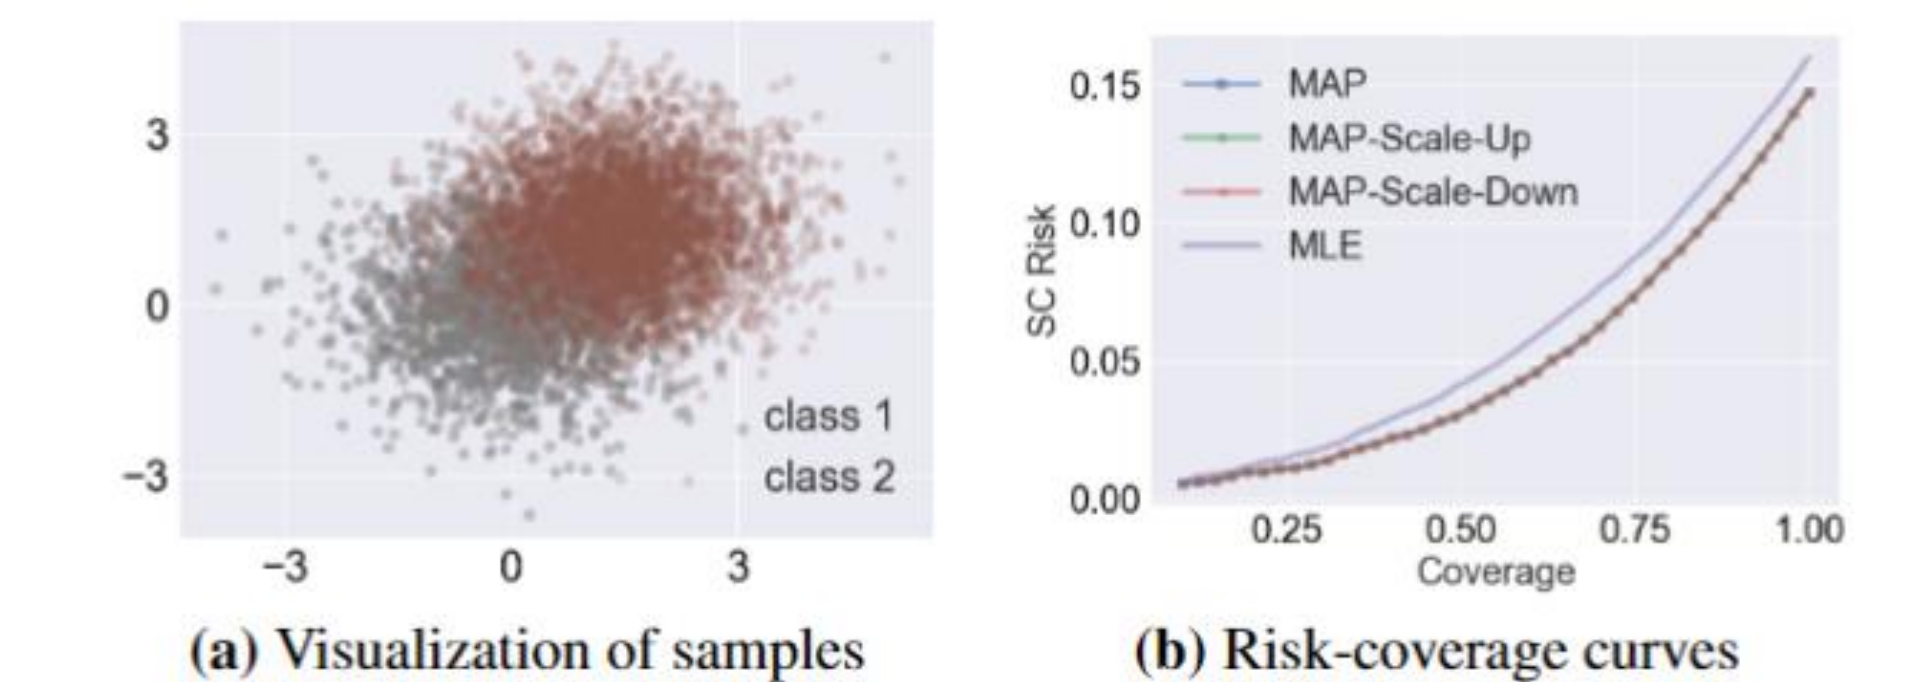 3
0
−3
−3 0 3
class 1
class 2
(a) Visualization of samples
0.15
0.10
0.05
0.00
SC Risk
MAP
MAP-Scale-Up
MAP-Scale-Down
MLE
0.25 0.50 0.75 1.00
Coverage
(b) Risk-coverage curves